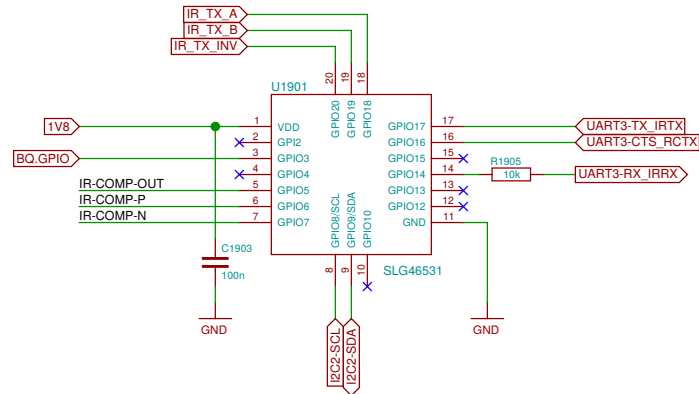 IR_TX_A
IR_TX_B
IR_TX_INV
U1901
20
19
18
GPIO20
GPIO19
GPIO18
1V8
1
VDD
2
GPI2
BQ.GPIO
3
GPIO3
4
GPIO4
IR-COMP-OUT
5
GPIO5
IR-COMP-P
6
GPIO6
IR-COMP-N
7
GPIO7
GPIO17
17
UART3-TX_IRTX
GPIO16
16
UART3-CTS_RCTX
GPIO15
15
GPIO14
14
R1905
10k
UART3-RX_IRRX
GPIO13
13
GPIO12
12
GND
11
GPIO8/SCL
GPIO9/SDA
GPIO10
8
9
10
SLG46531
C1903
100n
GND
GND
I2C2-SCL
I2C2-SDA